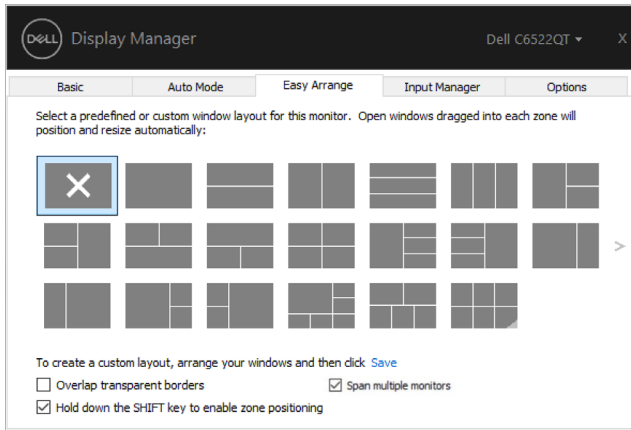 DELL Display Manager Dell C6522QT X
Basic Auto Mode Easy Arrange Input Manager Options
Select a predefined or custom window layout for this monitor. Open windows dragged into each zone will
position and resize automatically:
To create a custom layout, arrange your windows and then click Save
Overlap transparent borders Span multiple monitors
Hold down the SHIFT key to enable zone positioning